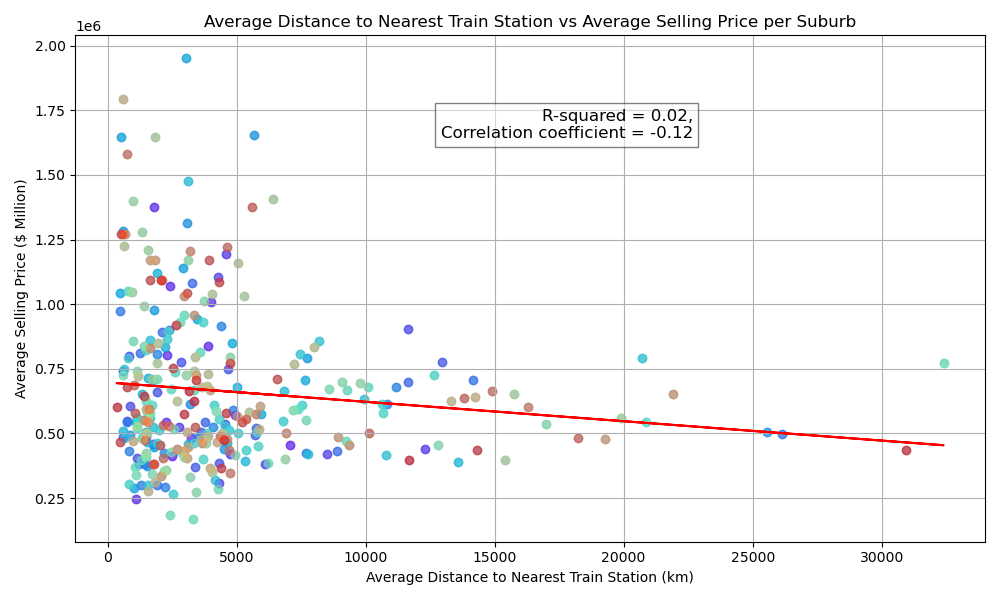 Average Distance to Nearest Train Station vs Average Selling Price per Suburb
1e6
2.00
1.75
1.50
1.25
1.00
0.75
0.50
0.25
Average Selling Price ($ Million)
R-squared = 0.02,
Correlation coefficient = -0.12
0 5000 10000 15000 20000 25000 30000
Average Distance to Nearest Train Station (km)